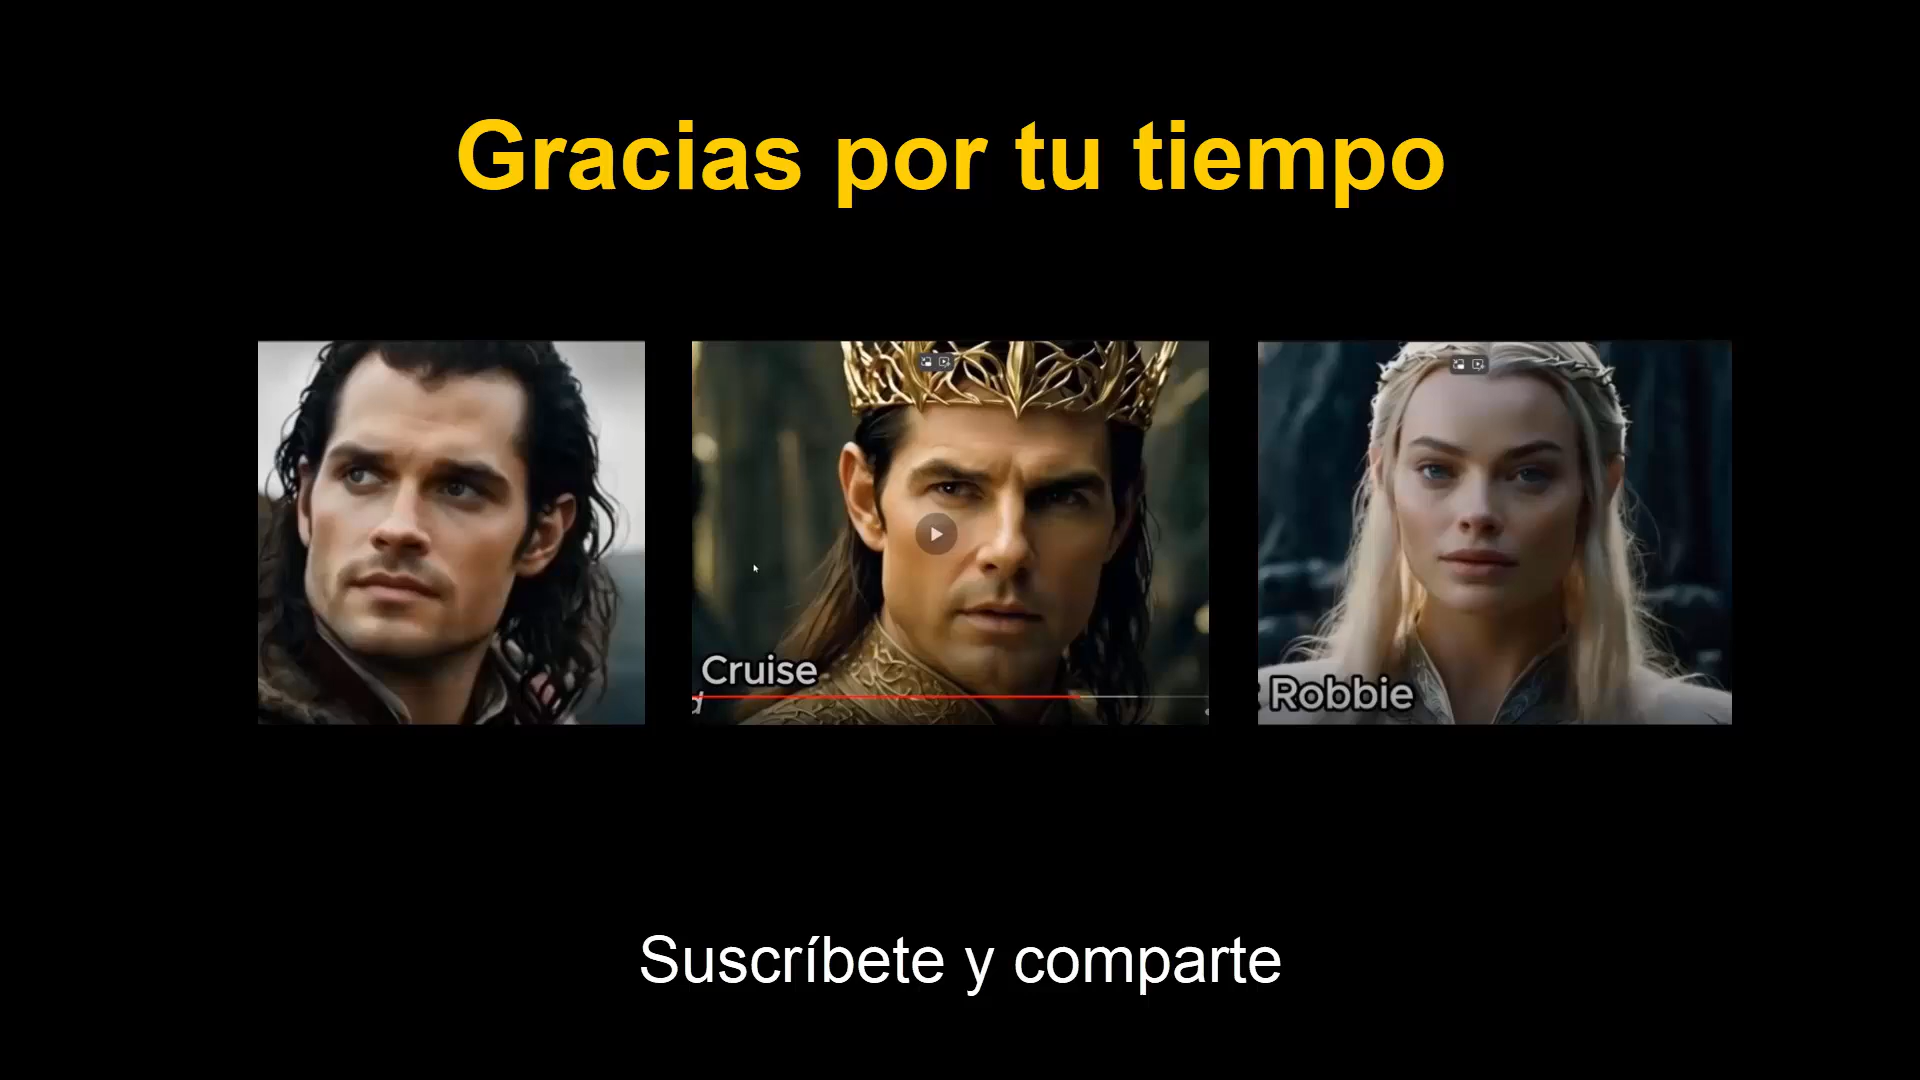 Gracias por tu tiempo
Cruise
Robbie
Suscríbete y comparte